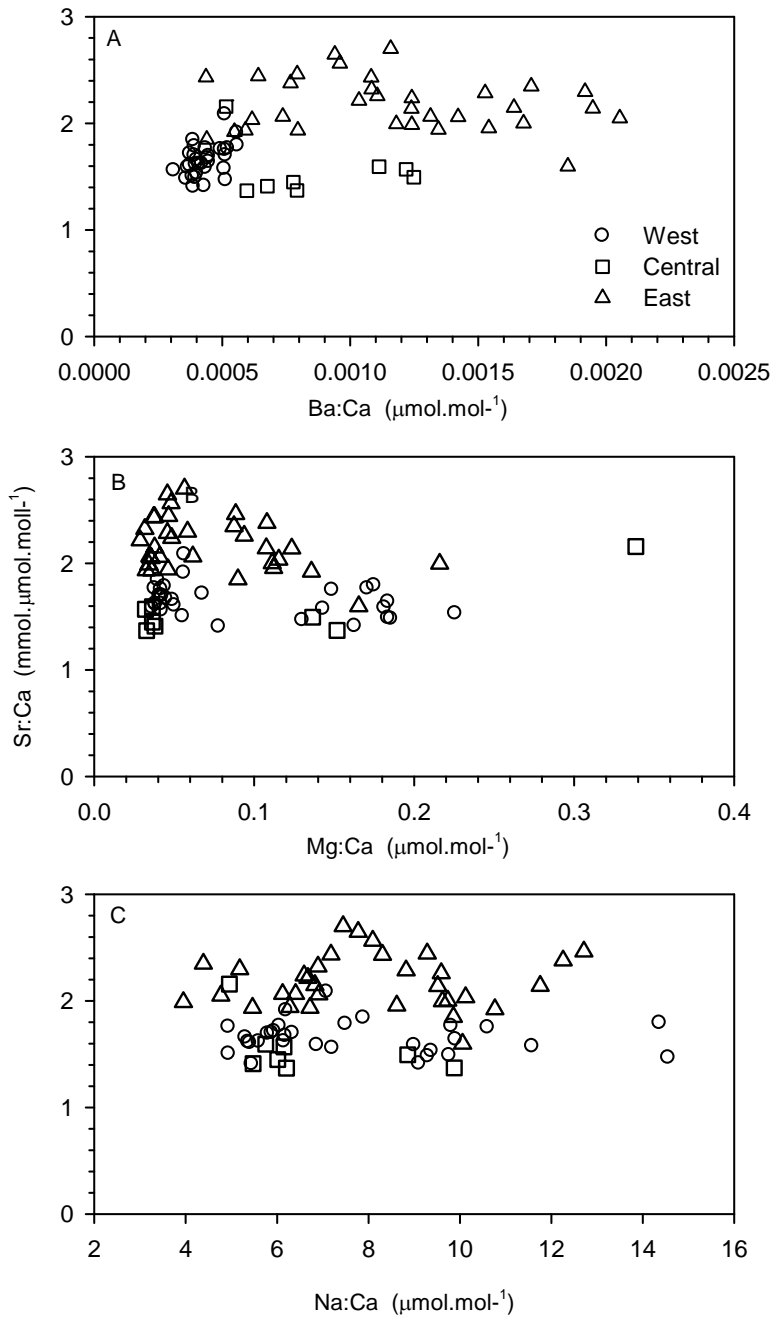 3
A
2
1
0
West
Central
East
0.0000 0.0005 0.0010 0.0015 0.0020 0.0025
Ba:Ca (μmol.mol-¹)
3
B
B
2
1
0
0.0 0.1 0.2 0.3 0.4
Mg:Ca (μmol.mol-¹)
Sr:Ca (mmol.μmol.moll-¹)
3
C
2
1
0
2 4 6 8 10 12 14 16
Na:Ca (μmol.mol-¹)